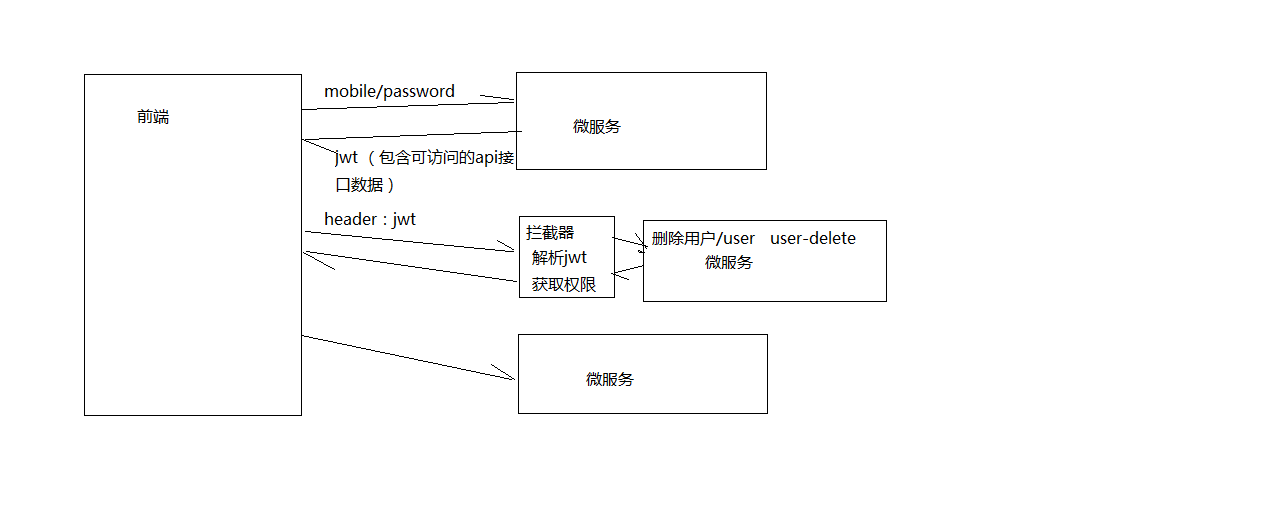 前端
mobile/password
微服务
jwt（包含可访问的api接
口数据）
header：jwt
拦截器
解析jwt
获取权限
删除用户/user user-delete
微服务
微服务